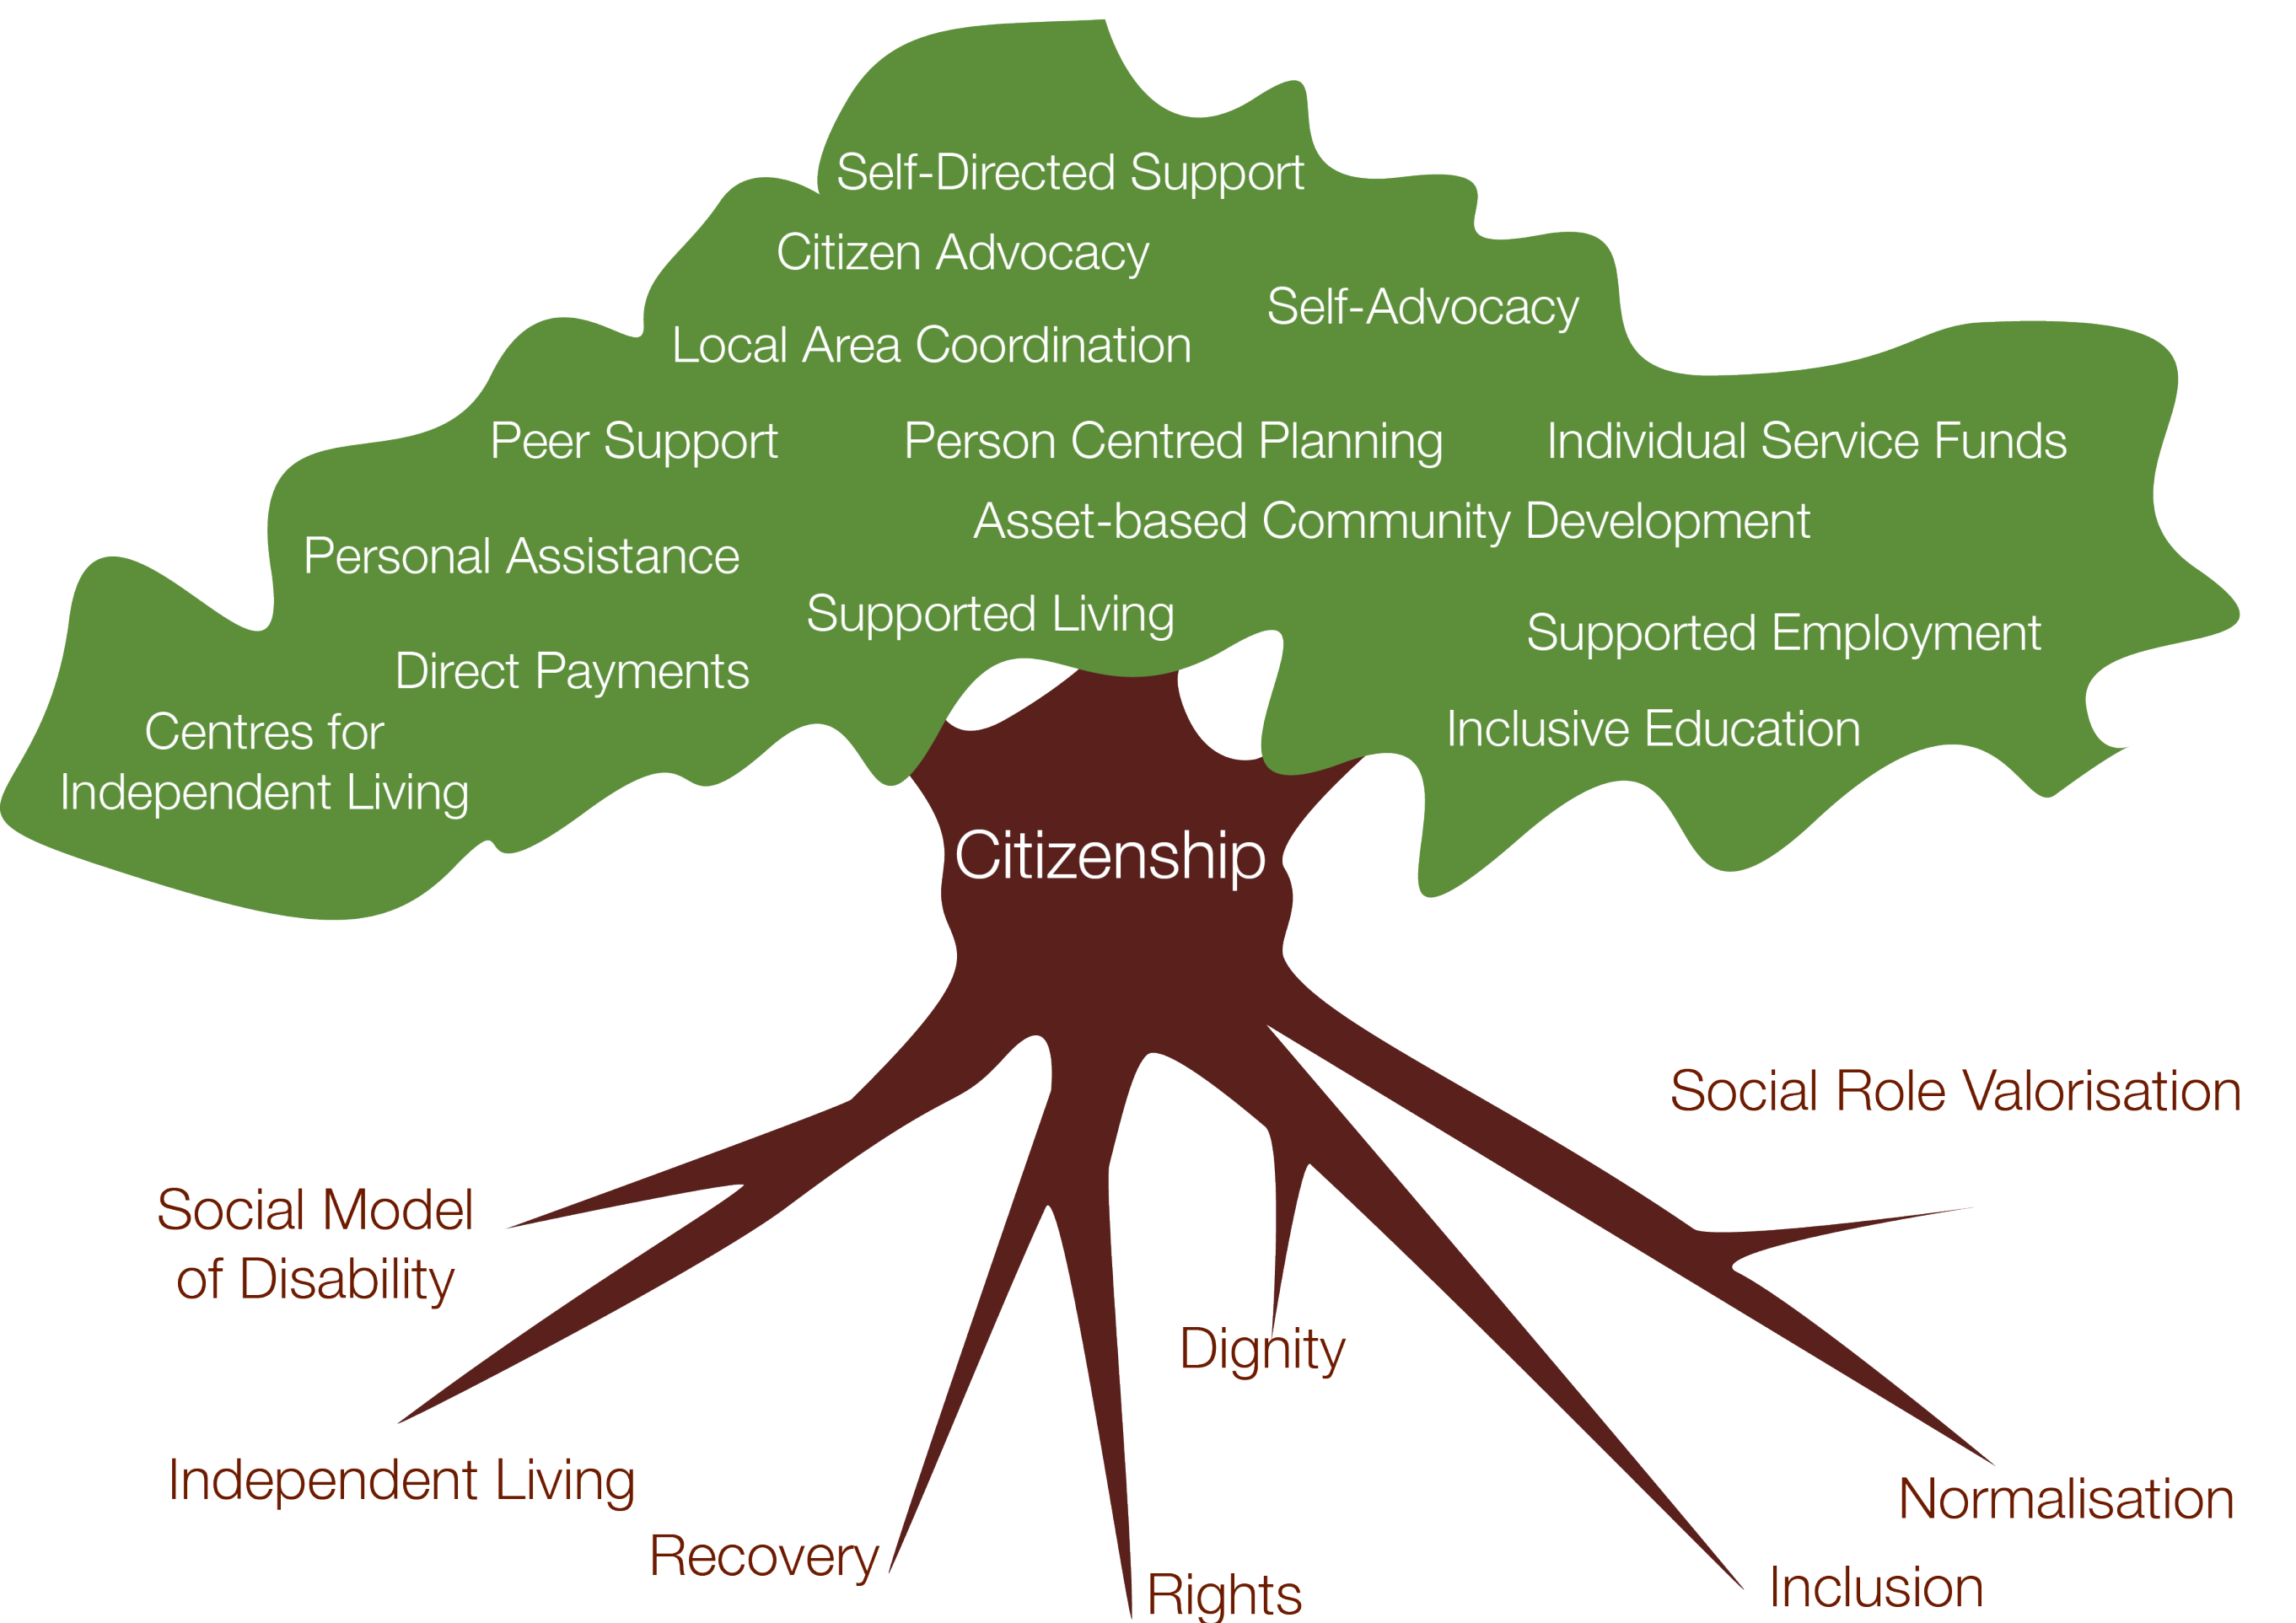 Self-Directed Support
Citizen Advocacy
Self-Advocacy
Local Area Coordination
Peer Support
Person Centred Planning
Individual Service Funds
Asset-based Community Development
Personal Assistance
Supported Living
Supported Employment
Direct Payments
Inclusive Education
Centres for
Independent Living
Citizenship
Social Role Valorisation
Social Model
of Disability
Dignity
Independent Living
Normalisation
Recovery
Inclusion
Rights